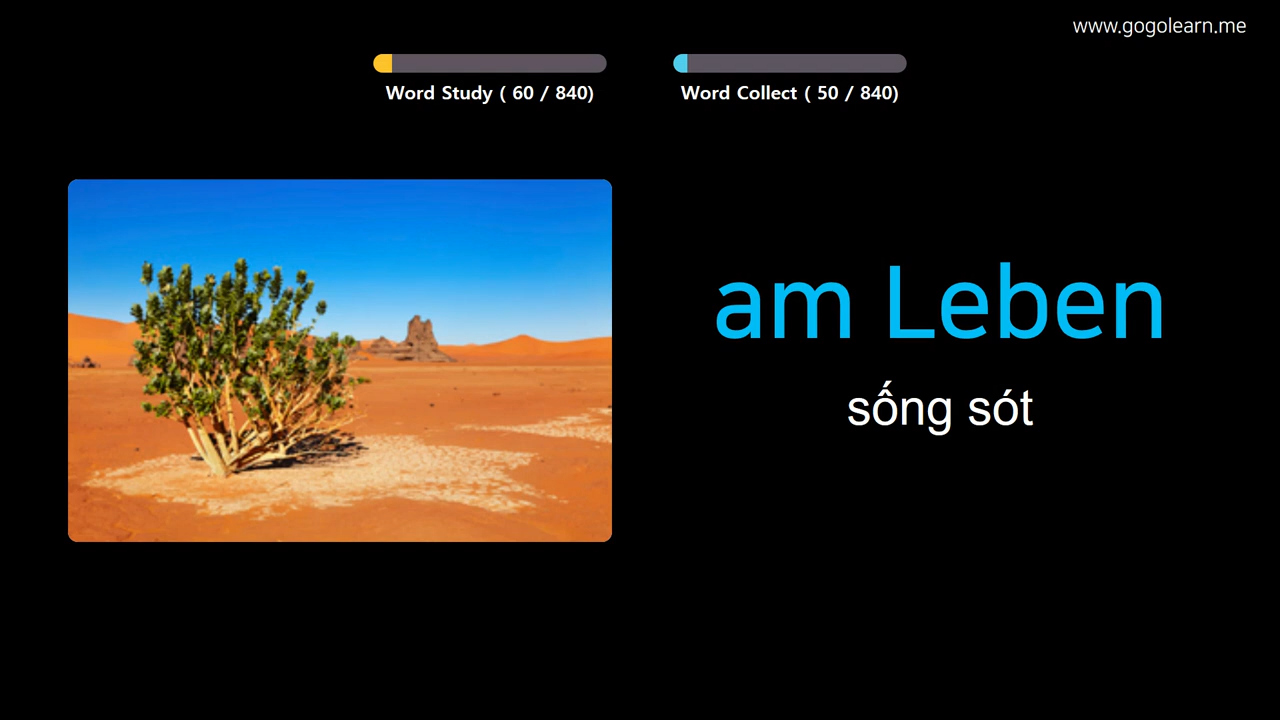 www.gogolearn.me
Word Study ( 60 / 840)
Word Collect ( 50 / 840)
am Leben
sống sót